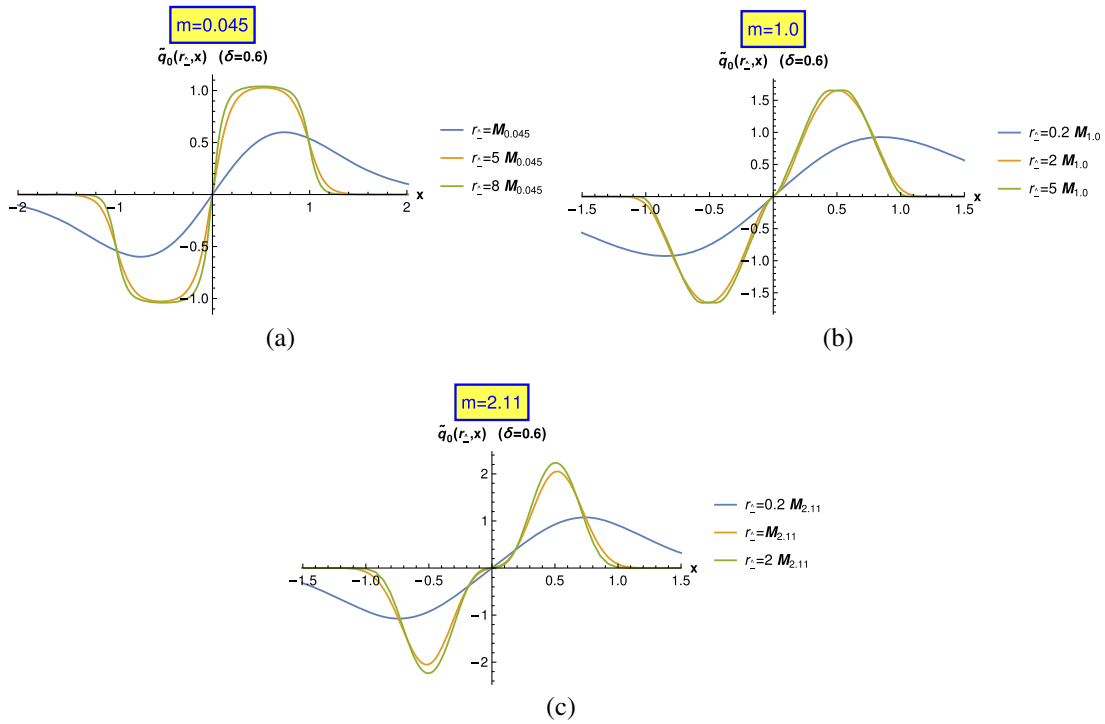 m=0.045
q̃₀(r₋̂,x) (δ=0.6)
1.0
0.5
-2
-1
1
2
x
-0.5
-1.0
r₋̂=M₀.₀₄₅
r₋̂=5 M₀.₀₄₅
r₋̂=8 M₀.₀₄₅
(a)
m=1.0
q̃₀(r₋̂,x) (δ=0.6)
1.5
1.0
0.5
-1.5
-1.0
-0.5
0.5
1.0
1.5
x
-0.5
-1.0
-1.5
r₋̂=0.2 M₁.₀
r₋̂=2 M₁.₀
r₋̂=5 M₁.₀
(b)
m=2.11
q̃₀(r₋̂,x) (δ=0.6)
2
1
-1.5
-1.0
-0.5
0.5
1.0
1.5
x
-1
-2
r₋̂=0.2 M₂.₁₁
r₋̂=M₂.₁₁
r₋̂=2 M₂.₁₁
(c)